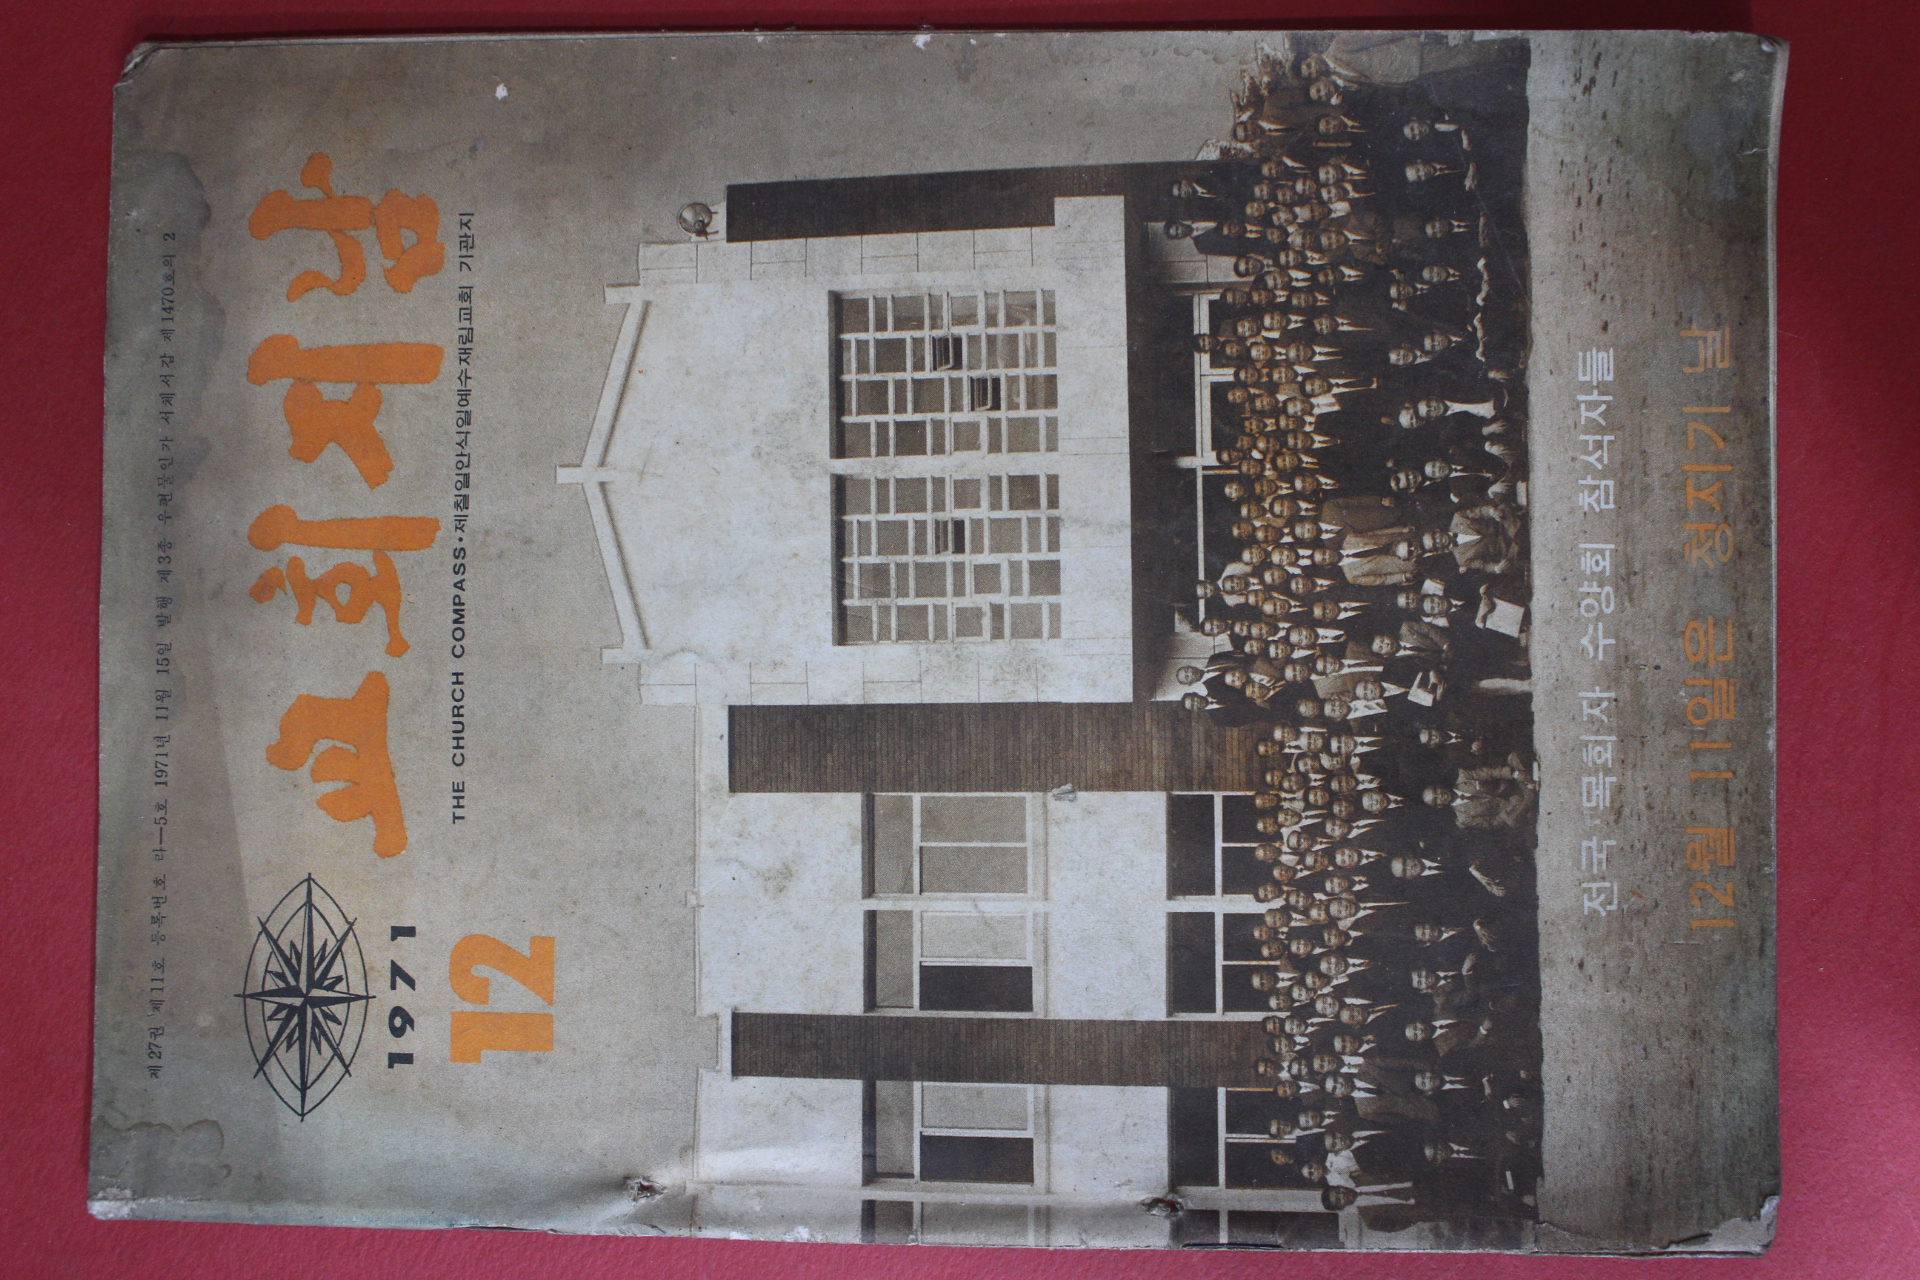 제27권 제11호 등록번호 라—5호 1971년 11월 15일 발행 제3종 우편물인가 서체서갑 제1470호의 2
교회지남
1971
12
THE CHURCH COMPASS•제칠일안식일예수재림교회 기관지
전국 목회자 수양회 참석자들
12월 11일은 청지기 날